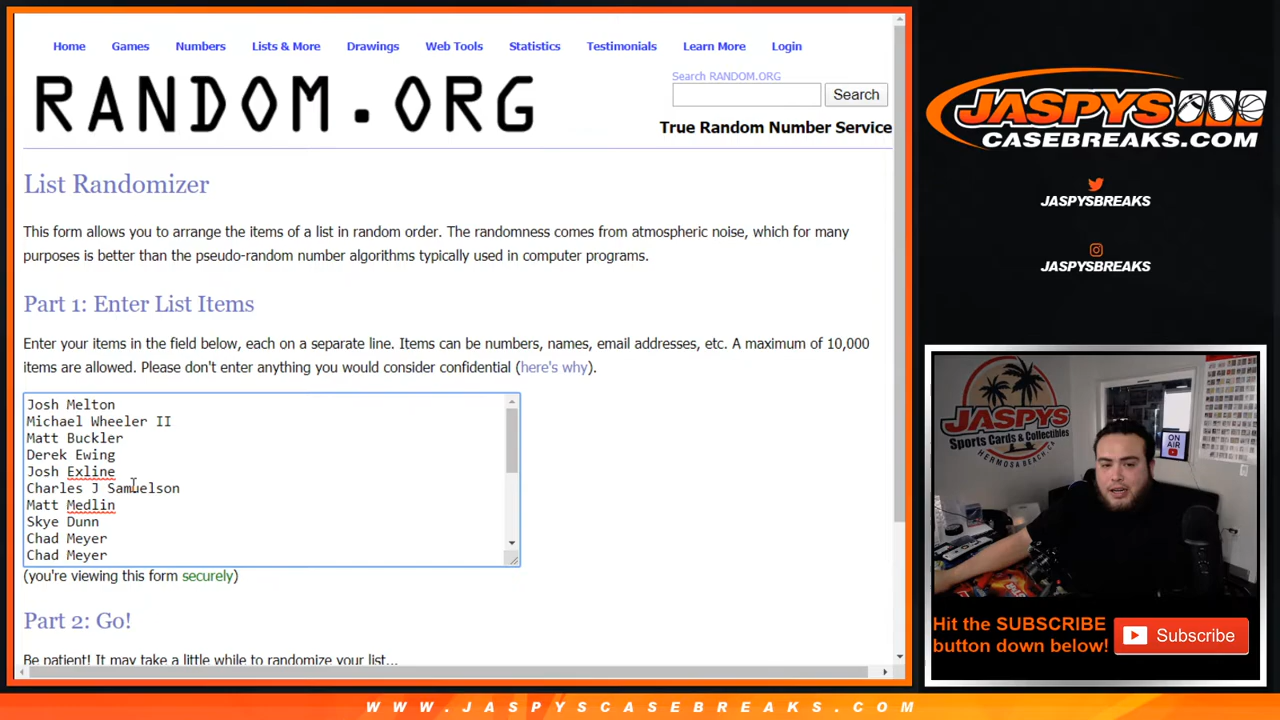 Home Games Numbers Lists & More Drawings Web Tools Statistics Testimonials Learn More Login
RANDOM.ORG
Search RANDOM.ORG
Search
True Random Number Service
List Randomizer
This form allows you to arrange the items of a list in random order. The randomness comes from atmospheric noise, which for many
purposes is better than the pseudo-random number algorithms typically used in computer programs.
Part 1: Enter List Items
Enter your items in the field below, each on a separate line. Items can be numbers, names, email addresses, etc. A maximum of 10,000
items are allowed. Please don't enter anything you would consider confidential (here's why).
Josh Melton
Michael Wheeler II
Matt Buckler
Derek Ewing
Josh Exline
Charles J Samuelson
Matt Medlin
Skye Dunn
Chad Meyer
Chad Meyer
(you're viewing this form securely)
Part 2: Go!
Be patient! It may take a little while to randomize your list...
JASPYS
CASEBREAKS.COM
JASPYSBREAKS
JASPYSBREAKS
JASPYS
Sports Cards & Collectibles
HERMOSA BEACH, CA
ON AIR
Hit the SUBSCRIBE
button down below!
Subscribe
WWW.JASPYSCASEBREAKS.COM